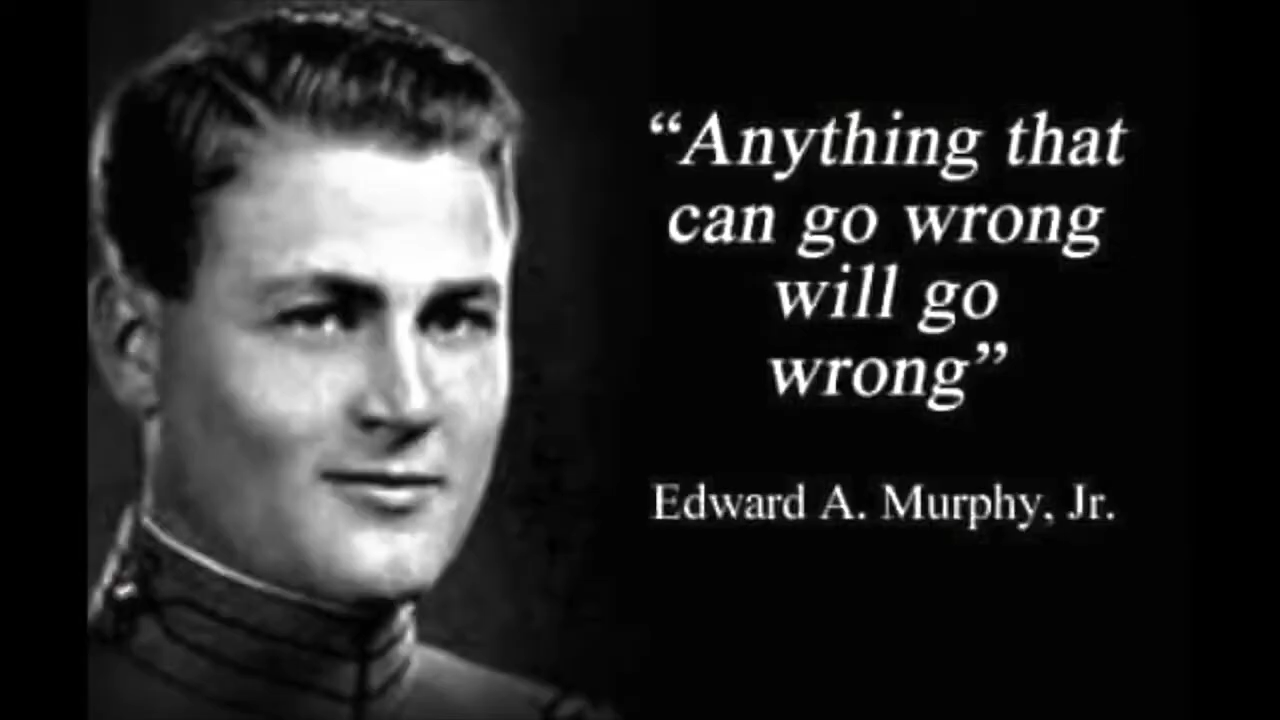 “Anything that
can go wrong
will go
wrong”
Edward A. Murphy, Jr.